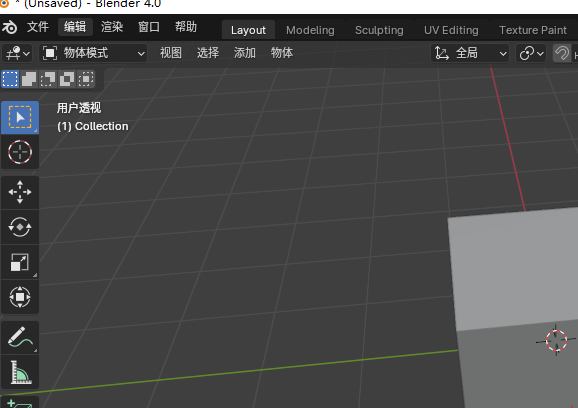 * (Unsaved) - Blender 4.0
文件 编辑 渲染 窗口 帮助 Layout Modeling Sculpting UV Editing Texture Paint
物体模式 视图 选择 添加 物体 全局
用户透视
(1) Collection